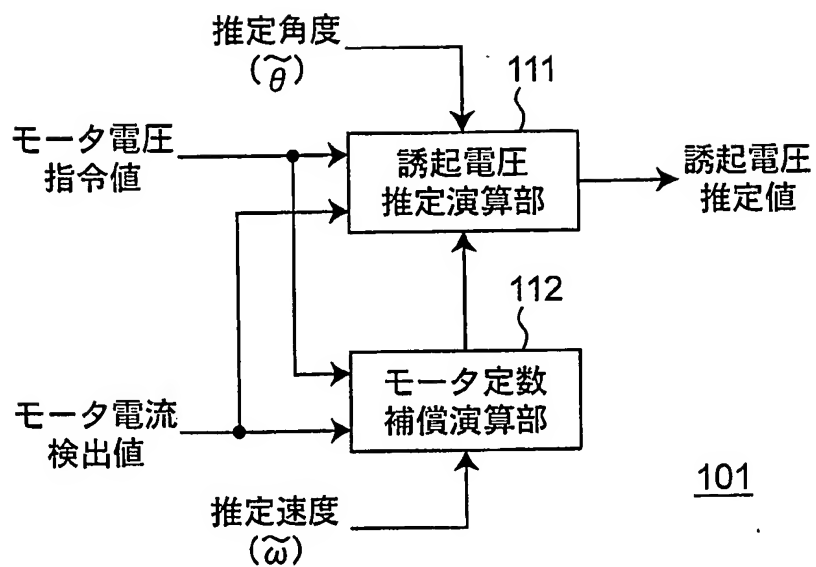 推定角度
(θ̃)
111
モータ電圧
指令値
誘起電圧
推定演算部
誘起電圧
推定値
112
モータ定数
補償演算部
モータ電流
検出値
推定速度
(ω̃)
101